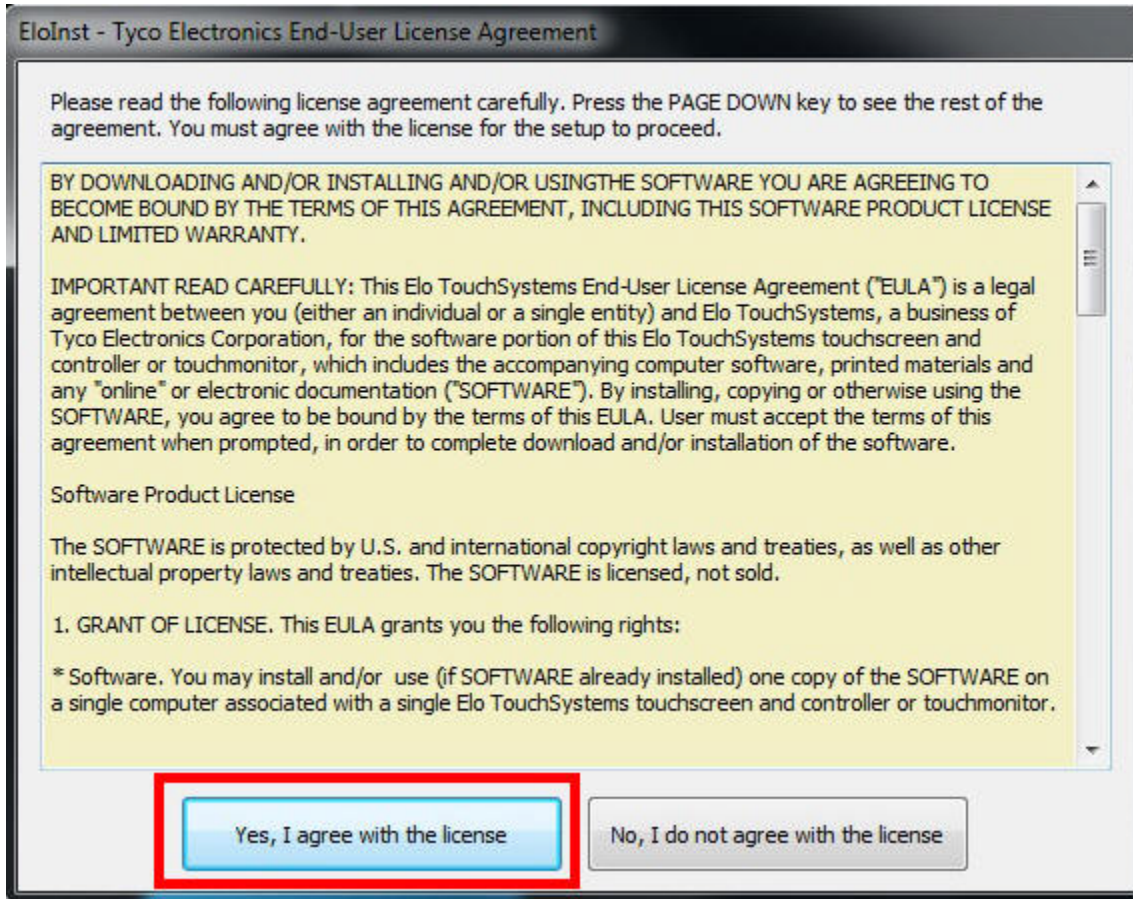 EloInst - Tyco Electronics End-User License Agreement
Please read the following license agreement carefully. Press the PAGE DOWN key to see the rest of the
agreement. You must agree with the license for the setup to proceed.
BY DOWNLOADING AND/OR INSTALLING AND/OR USINGTHE SOFTWARE YOU ARE AGREEING TO
BECOME BOUND BY THE TERMS OF THIS AGREEMENT, INCLUDING THIS SOFTWARE PRODUCT LICENSE
AND LIMITED WARRANTY.
IMPORTANT READ CAREFULLY: This Elo TouchSystems End-User License Agreement ("EULA") is a legal
agreement between you (either an individual or a single entity) and Elo TouchSystems, a business of
Tyco Electronics Corporation, for the software portion of this Elo TouchSystems touchscreen and
controller or touchmonitor, which includes the accompanying computer software, printed materials and
any "online" or electronic documentation ("SOFTWARE"). By installing, copying or otherwise using the
SOFTWARE, you agree to be bound by the terms of this EULA. User must accept the terms of this
agreement when prompted, in order to complete download and/or installation of the software.
Software Product License
The SOFTWARE is protected by U.S. and international copyright laws and treaties, as well as other
intellectual property laws and treaties. The SOFTWARE is licensed, not sold.
1. GRANT OF LICENSE. This EULA grants you the following rights:
* Software. You may install and/or  use (if SOFTWARE already installed) one copy of the SOFTWARE on
a single computer associated with a single Elo TouchSystems touchscreen and controller or touchmonitor.
Yes, I agree with the license
No, I do not agree with the license